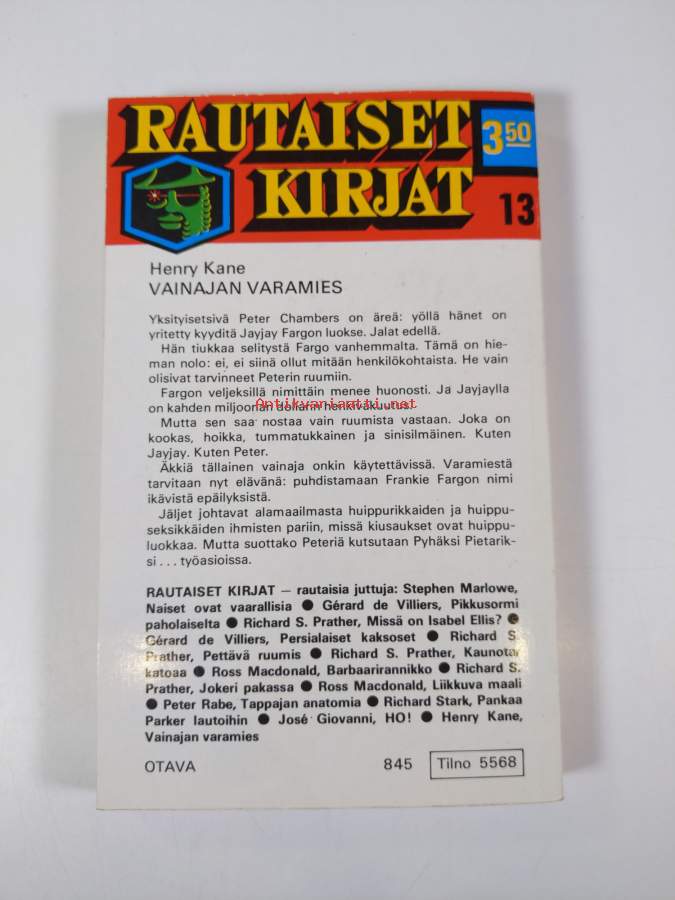 RAUTAISET
KIRJAT
3 50
13
Henry Kane
VAINAJAN VARAMIES
Yksityisetsivä Peter Chambers on äreä: yöllä hänet on
yritetty kyyditä Jayjay Fargon luokse. Jalat edellä.
Hän tiukkaa selitystä Fargo vanhemmalta. Tämä on hie-
man nolo: ei, ei siinä ollut mitään henkilökohtaista. He vain
olisivat tarvinneet Peterin ruumiin.
Fargon veljeksillä nimittäin menee huonosti. Ja Jayjaylla
on kahden miljoonan dollarin henkivakuutus.
Antikvariaatti.net
Mutta sen saa nostaa vain ruumista vastaan. Joka on
kookas, hoikka, tummatukkainen ja sinisilmäinen. Kuten
Jayjay. Kuten Peter.
Äkkiä tällainen vainaja onkin käytettävissä. Varamiestä
tarvitaan nyt elävänä: puhdistamaan Frankie Fargon nimi
ikävistä epäilyksistä.
Jäljet johtavat alamaailmasta huippurikkaiden ja huippu-
seksikkäiden ihmisten pariin, missä kiusaukset ovat huippu-
luokkaa. Mutta suottako Peteriä kutsutaan Pyhäksi Pietarik-
si . . . työasioissa.
RAUTAISET KIRJAT — rautaisia juttuja: Stephen Marlowe,
Naiset ovat vaarallisia ● Gérard de Villiers, Pikkusormi
paholaiselta ● Richard S. Prather, Missä on Isabel Ellis? ●
Gérard de Villiers, Persialaiset kaksoset ● Richard S.
Prather, Pettävä ruumis ● Richard S. Prather, Kaunotar
katoaa ● Ross Macdonald, Barbaarirannikko ● Richard S.
Prather, Jokeri pakassa ● Ross Macdonald, Liikkuva maali
● Peter Rabe, Tappajan anatomia ● Richard Stark, Pankaa
Parker lautoihin ● José Giovanni, HO! ● Henry Kane,
Vainajan varamies
OTAVA 845 Tilno 5568